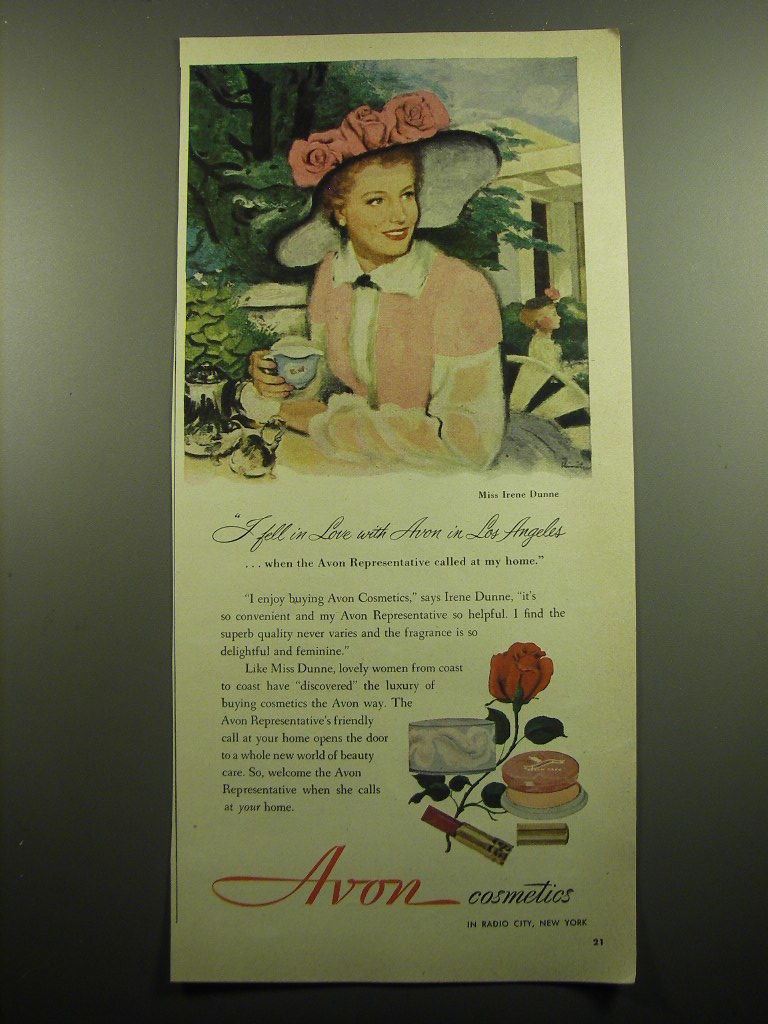 Miss Irene Dunne
"I fell in Love with Avon in Los Angeles
. . . when the Avon Representative called at my home."
"I enjoy buying Avon Cosmetics," says Irene Dunne, "it's
so convenient and my Avon Representative so helpful. I find the
superb quality never varies and the fragrance is so
delightful and feminine."
Like Miss Dunne, lovely women from coast
to coast have "discovered" the luxury of
buying cosmetics the Avon way. The
Avon Representative's friendly
call at your home opens the door
to a whole new world of beauty
care. So, welcome the Avon
Representative when she calls
at your home.
Avon cosmetics
IN RADIO CITY, NEW YORK
21